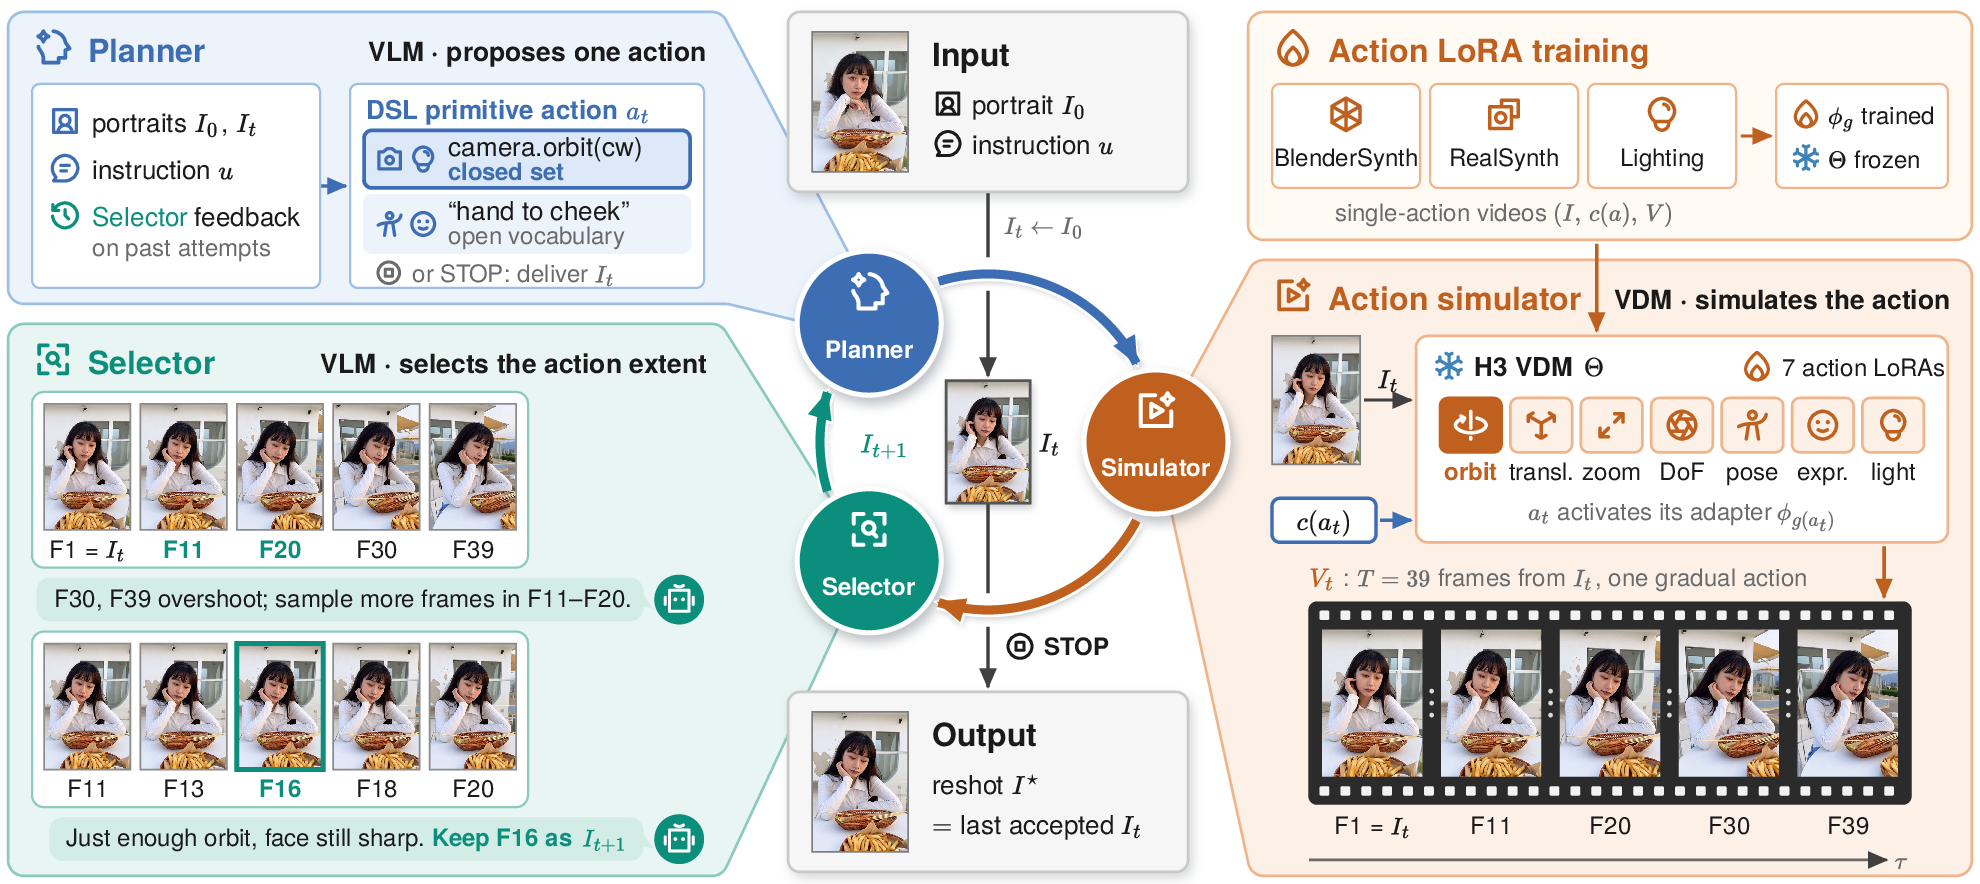 Planner
VLM · proposes one action
portraits I₀, Iₜ
instruction u
Selector feedback
on past attempts
DSL primitive action aₜ
camera.orbit(cw)
closed set
“hand to cheek”
open vocabulary
or STOP: deliver Iₜ
Selector
VLM · selects the action extent
F1 = Iₜ
F11
F20
F30
F39
F30, F39 overshoot; sample more frames in F11–F20.
F11
F13
F16
F18
F20
Just enough orbit, face still sharp. Keep F16 as Iₜ₊₁
Input
portrait I₀
instruction u
Iₜ ← I₀
Planner
Simulator
Selector
Iₜ₊₁
Iₜ
STOP
Output
reshot I⋆
= last accepted Iₜ
Action LoRA training
BlenderSynth
RealSynth
Lighting
ϕg trained
Θ frozen
single-action videos (I, c(a), V)
Action simulator
VDM · simulates the action
Iₜ
c(aₜ)
H3 VDM Θ
7 action LoRAs
orbit
transl.
zoom
DoF
pose
expr.
light
aₜ activates its adapter ϕg(aₜ)
Vₜ : T = 39 frames from Iₜ, one gradual action
F1 = Iₜ
F11
F20
F30
F39
τ